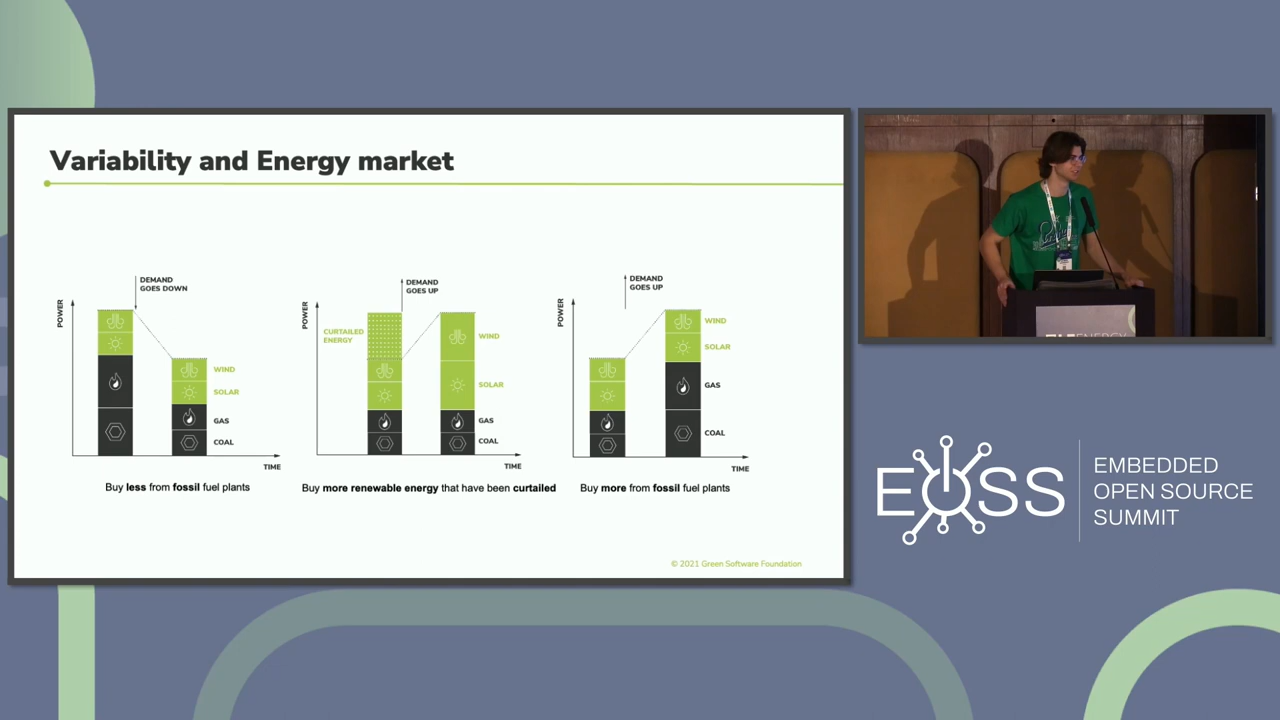 Variability and Energy market
POWER
DEMAND
GOES DOWN
WIND
SOLAR
GAS
COAL
TIME
Buy less from fossil fuel plants
POWER
CURTAILED
ENERGY
DEMAND
GOES UP
WIND
SOLAR
GAS
COAL
TIME
Buy more renewable energy that have been curtailed
POWER
DEMAND
GOES UP
WIND
SOLAR
GAS
COAL
TIME
Buy more from fossil fuel plants
© 2021 Green Software Foundation
EOSS
EMBEDDED
OPEN SOURCE
SUMMIT